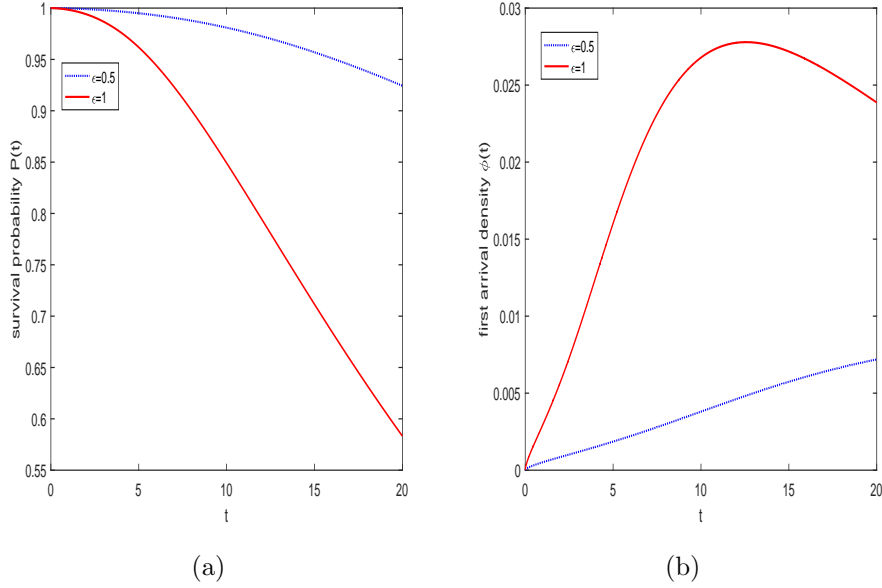 survival probability P(t)
1
0.95
0.9
0.85
0.8
0.75
0.7
0.65
0.6
0.55
0
5
10
15
20
t
ϵ=0.5
ϵ=1
(a)
first arrival density ϕ(t)
0.03
0.025
0.02
0.015
0.01
0.005
0
0
5
10
15
20
t
ϵ=0.5
ϵ=1
(b)